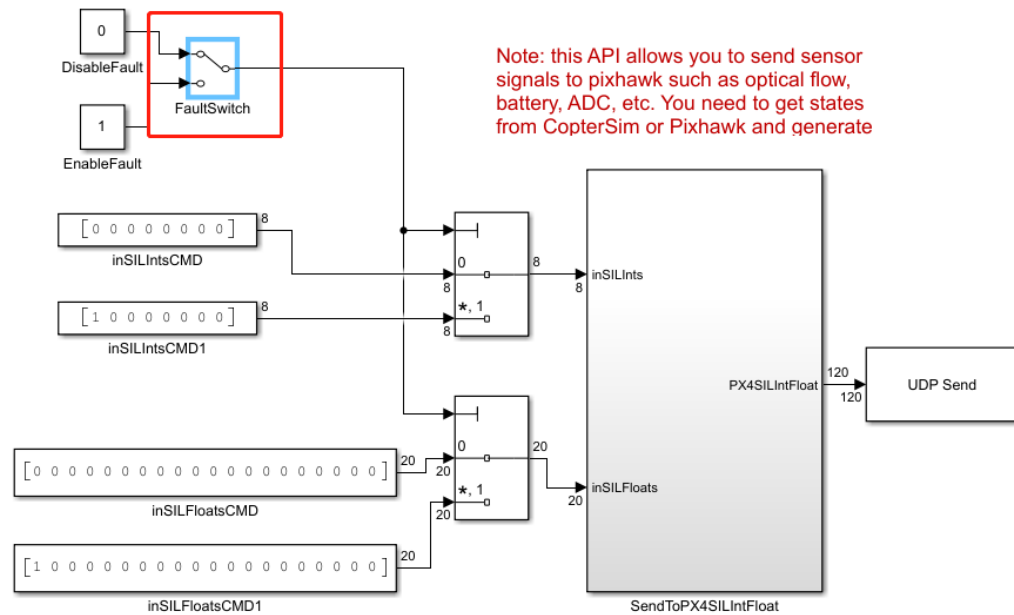 0
DisableFault
FaultSwitch
1
EnableFault
Note: this API allows you to send sensor
signals to pixhawk such as optical flow,
battery, ADC, etc. You need to get states
from CopterSim or Pixhawk and generate
[0 0 0 0 0 0 0 0]
8
inSILIntsCMD
[1 0 0 0 0 0 0 0]
8
inSILIntsCMD1
0
8
*, 1
8
8
inSILInts
8
PX4SILIntFloat
120
120
UDP Send
[0 0 0 0 0 0 0 0 0 0 0 0 0 0 0 0 0 0 0 0]
20
inSILFloatsCMD
[1 0 0 0 0 0 0 0 0 0 0 0 0 0 0 0 0 0 0 0]
20
inSILFloatsCMD1
0
20
*, 1
20
20
inSILFloats
20
SendToPX4SILIntFloat